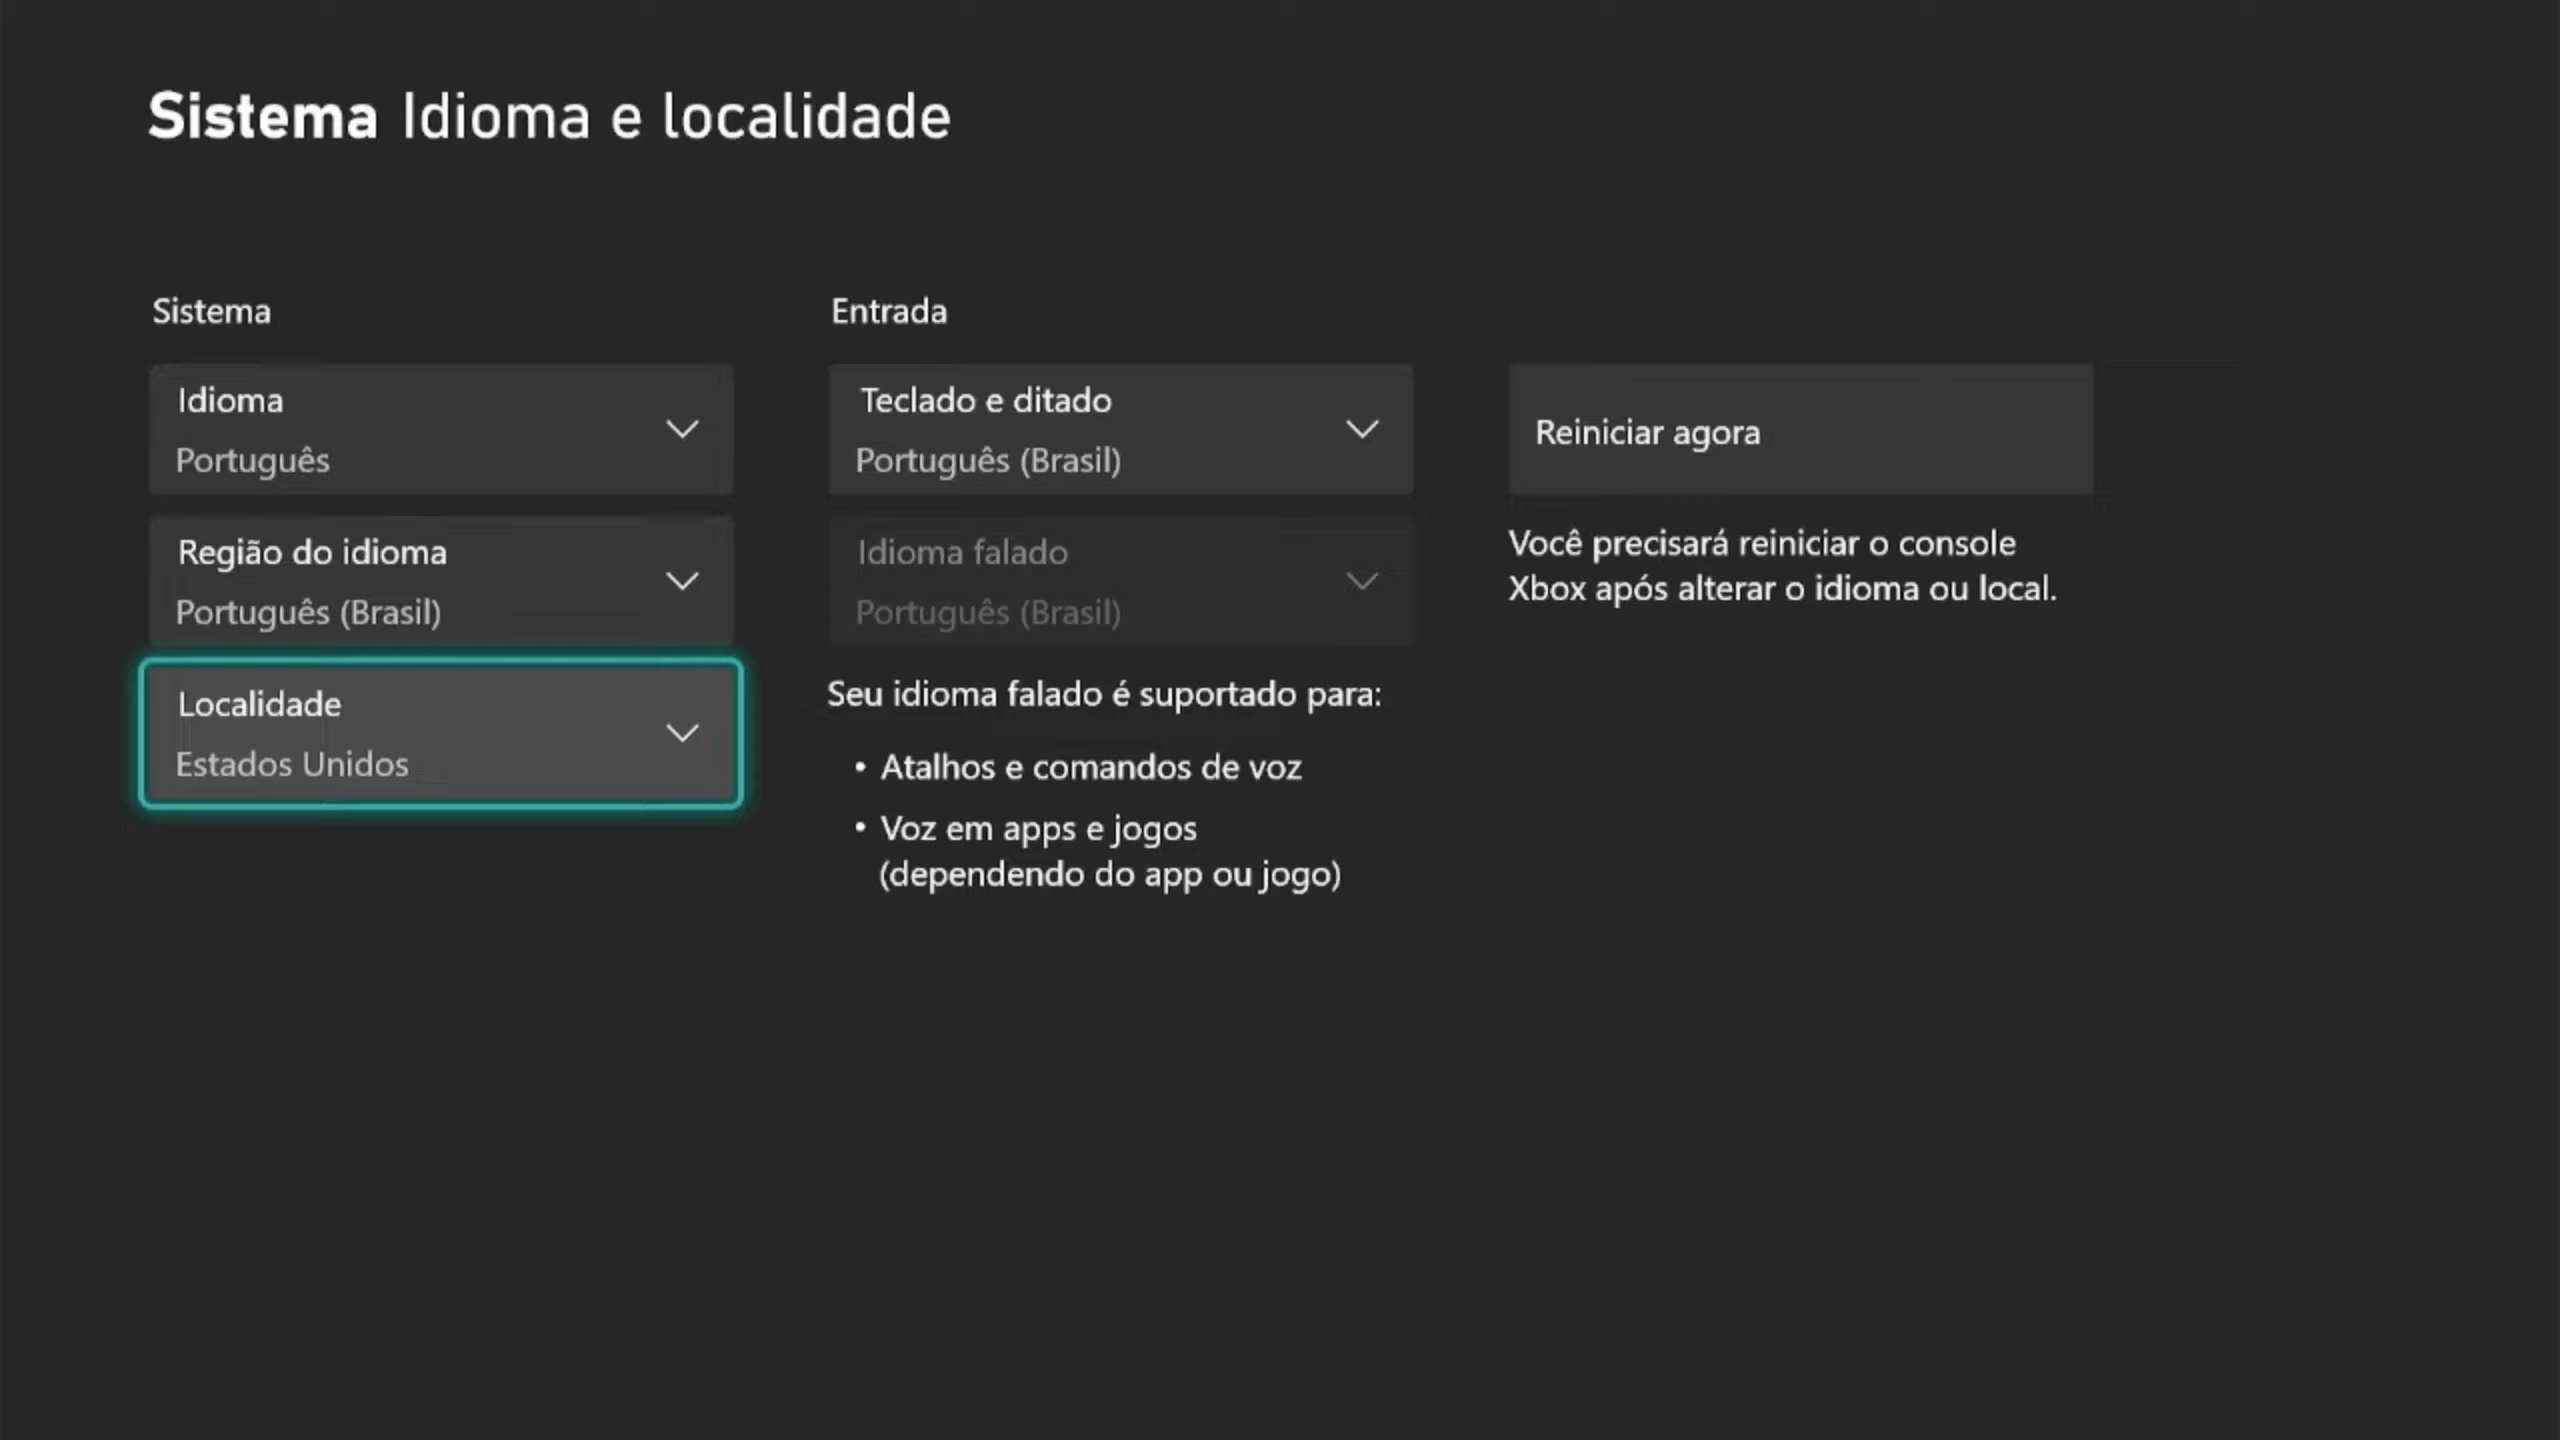 Sistema Idioma e localidade
Sistema
Idioma
Português
Região do idioma
Português (Brasil)
Localidade
Estados Unidos
Entrada
Teclado e ditado
Português (Brasil)
Idioma falado
Português (Brasil)
Seu idioma falado é suportado para:
• Atalhos e comandos de voz
• Voz em apps e jogos
(dependendo do app ou jogo)
Reiniciar agora
Você precisará reiniciar o console
Xbox após alterar o idioma ou local.